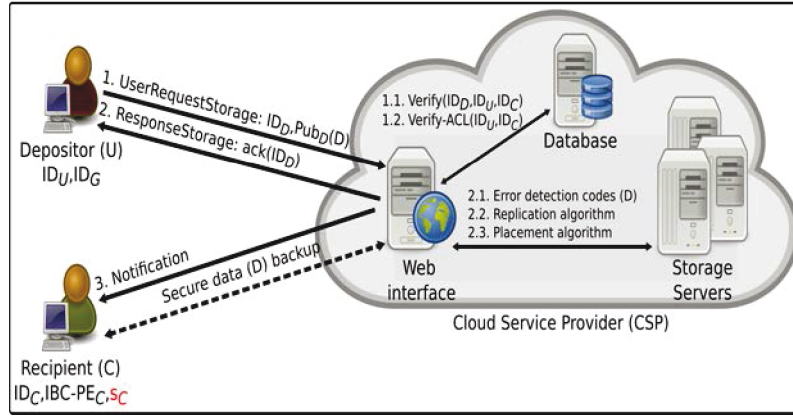 1. UserRequestStorage: ID_D,Pub_D(D)
2. ResponseStorage: ack(ID_D)
Depositor (U)
ID_U,ID_G
1.1. Verify(ID_D,ID_U,ID_C)
1.2. Verify-ACL(ID_U,ID_C)
Database
2.1. Error detection codes (D)
2.2. Replication algorithm
2.3. Placement algorithm
Web
interface
Storage
Servers
Cloud Service Provider (CSP)
3. Notification
Secure data (D) backup
Recipient (C)
ID_C,IBC-PE_C,s_C